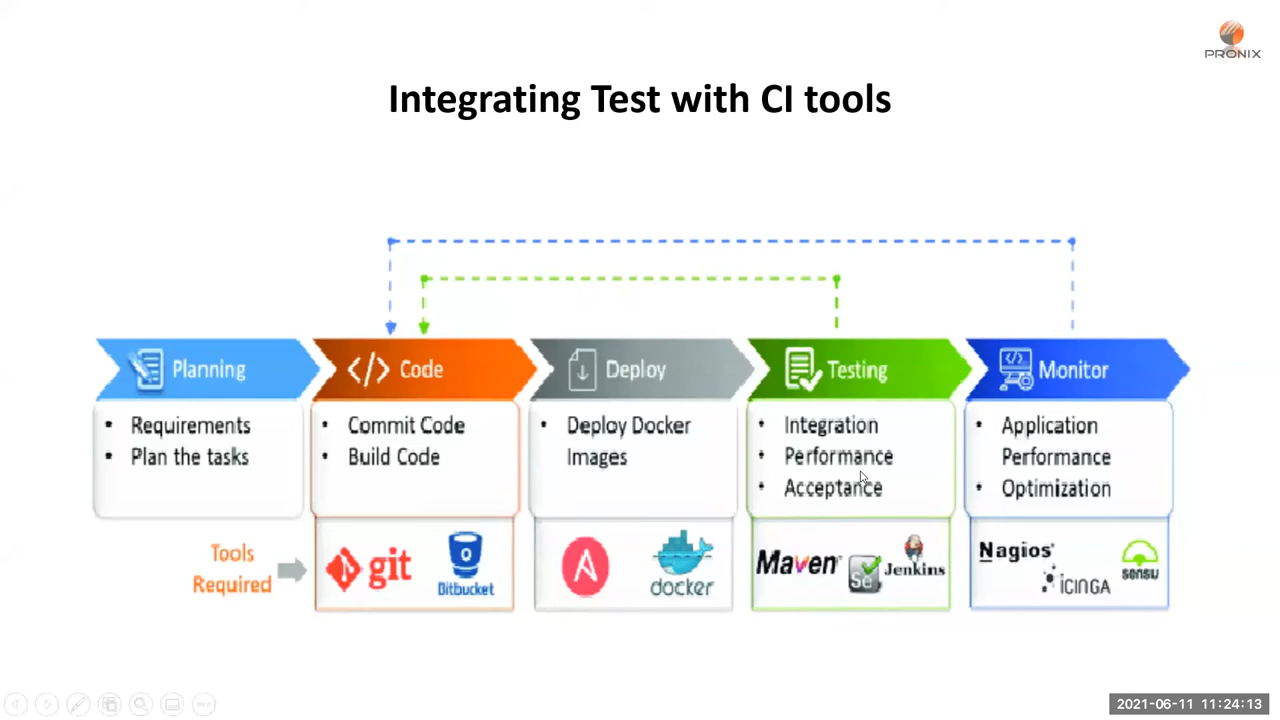 PRONIX
Integrating Test with CI tools
Planning
Code
Deploy
Testing
Monitor
• Requirements
• Plan the tasks
• Commit Code
• Build Code
• Deploy Docker
Images
• Integration
• Performance
• Acceptance
• Application
Performance
• Optimization
Tools
Required
git
Bitbucket
A
docker
Maven
Se
Jenkins
Nagios®
iCINGA
sensu
2021-06-11 11:24:13